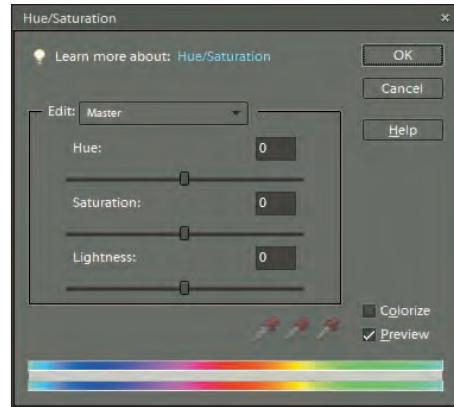 Hue/Saturation
Learn more about: Hue/Saturation
OK
Cancel
Help
Edit: Master
Hue: 0
Saturation: 0
Lightness: 0
Colorize
Preview